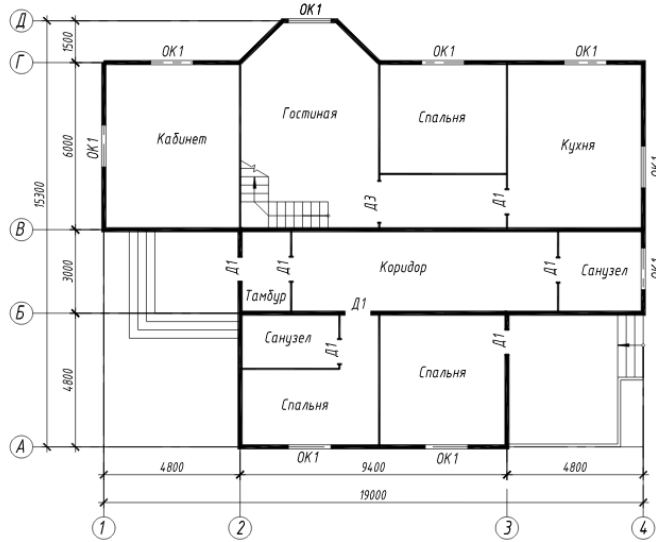 Д
ОК1
1500
Г
ОК1
ОК1
ОК1
Кабинет
Гостиная
Спальня
Кухня
ОК1
ОК1
6000
15300
Д3
Д1
В
3000
Д1
Д1
Коридор
Д1
Санузел
ОК1
Тамбур
Д1
Б
Санузел
Д1
Д1
4800
Спальня
Спальня
А
ОК1
ОК1
4800
9400
4800
19000
1
2
3
4